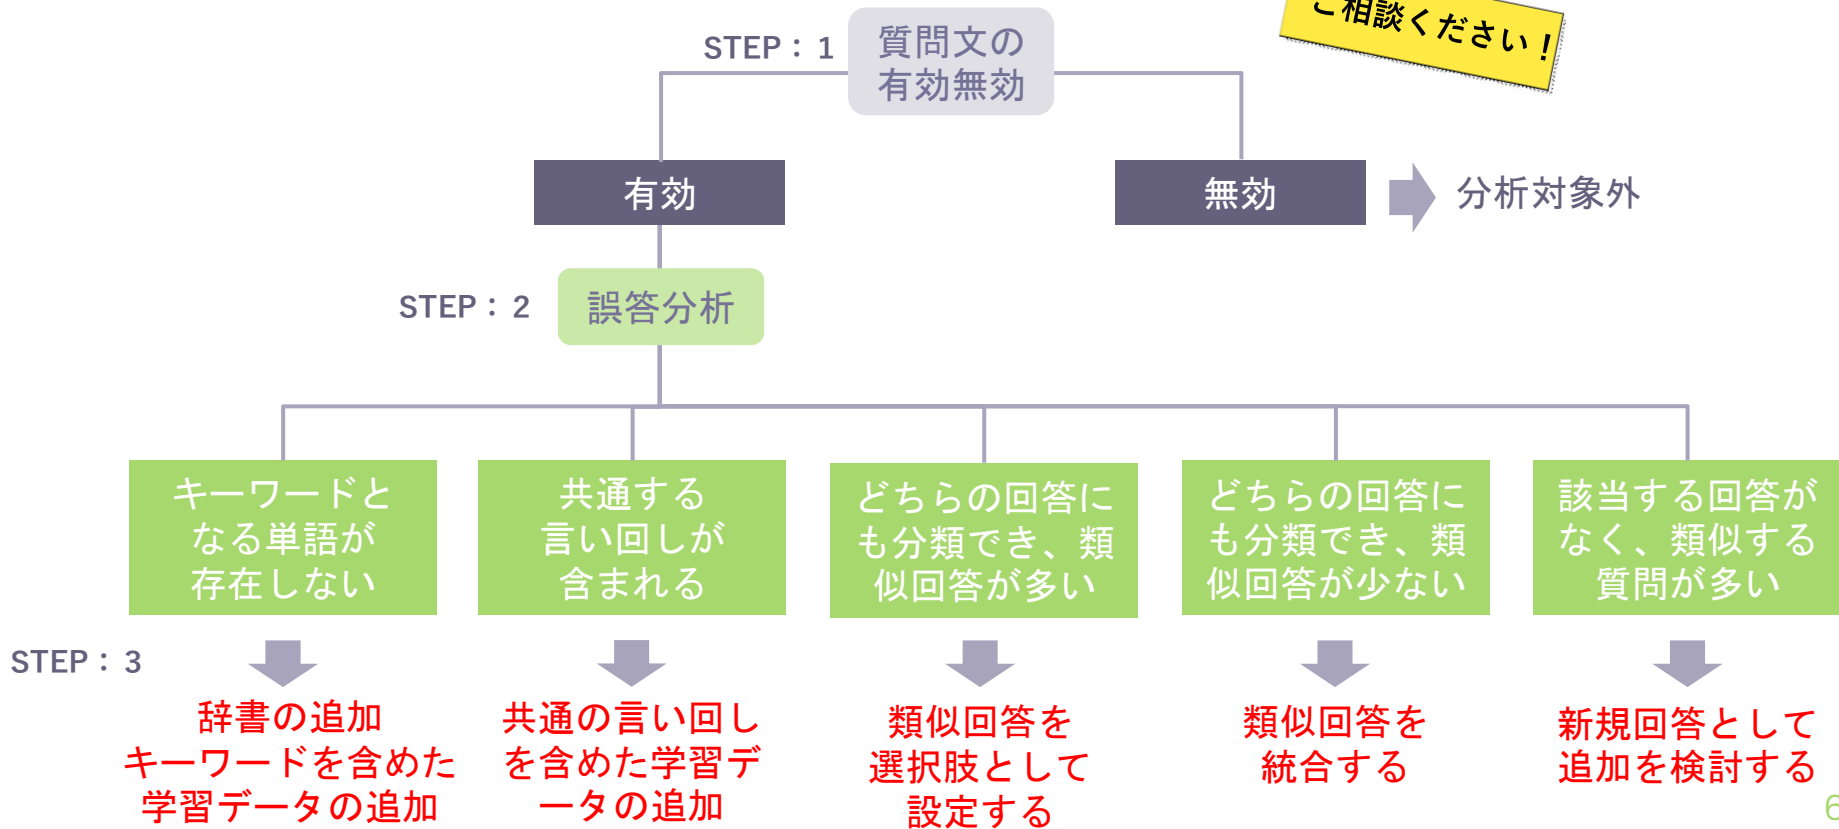 ご相談ください！
STEP：1
質問文の
有効無効
有効
無効
分析対象外
STEP：2
誤答分析
キーワードと
なる単語が
存在しない
共通する
言い回しが
含まれる
どちらの回答に
も分類でき、類
似回答が多い
どちらの回答に
も分類でき、類
似回答が少ない
該当する回答が
なく、類似する
質問が多い
STEP：3
辞書の追加
キーワードを含めた
学習データの追加
共通の言い回し
を含めた学習デ
ータの追加
類似回答を
選択肢として
設定する
類似回答を
統合する
新規回答として
追加を検討する
6